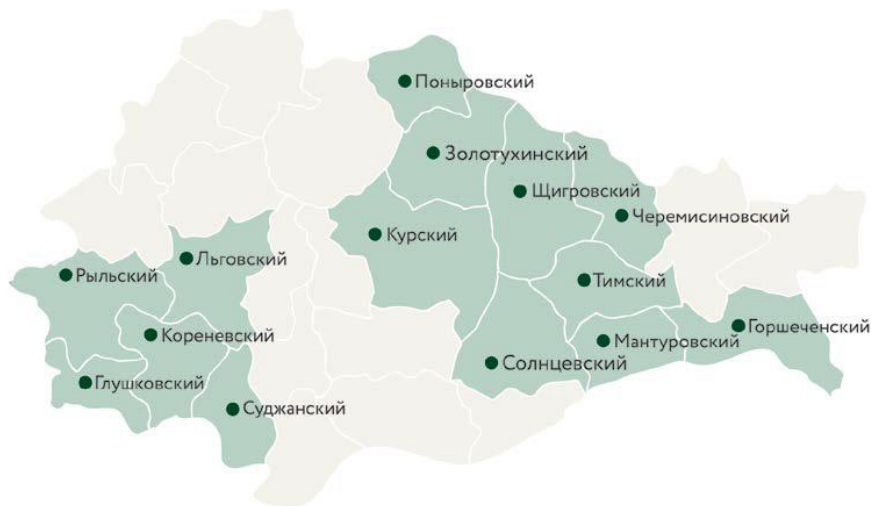 Поныровский
Золотухинский
Щигровский
Черемисиновский
Курский
Льговский
Рыльский
Тимский
Горшеченский
Кореневский
Мантуровский
Солнцевский
Глушковский
Суджанский